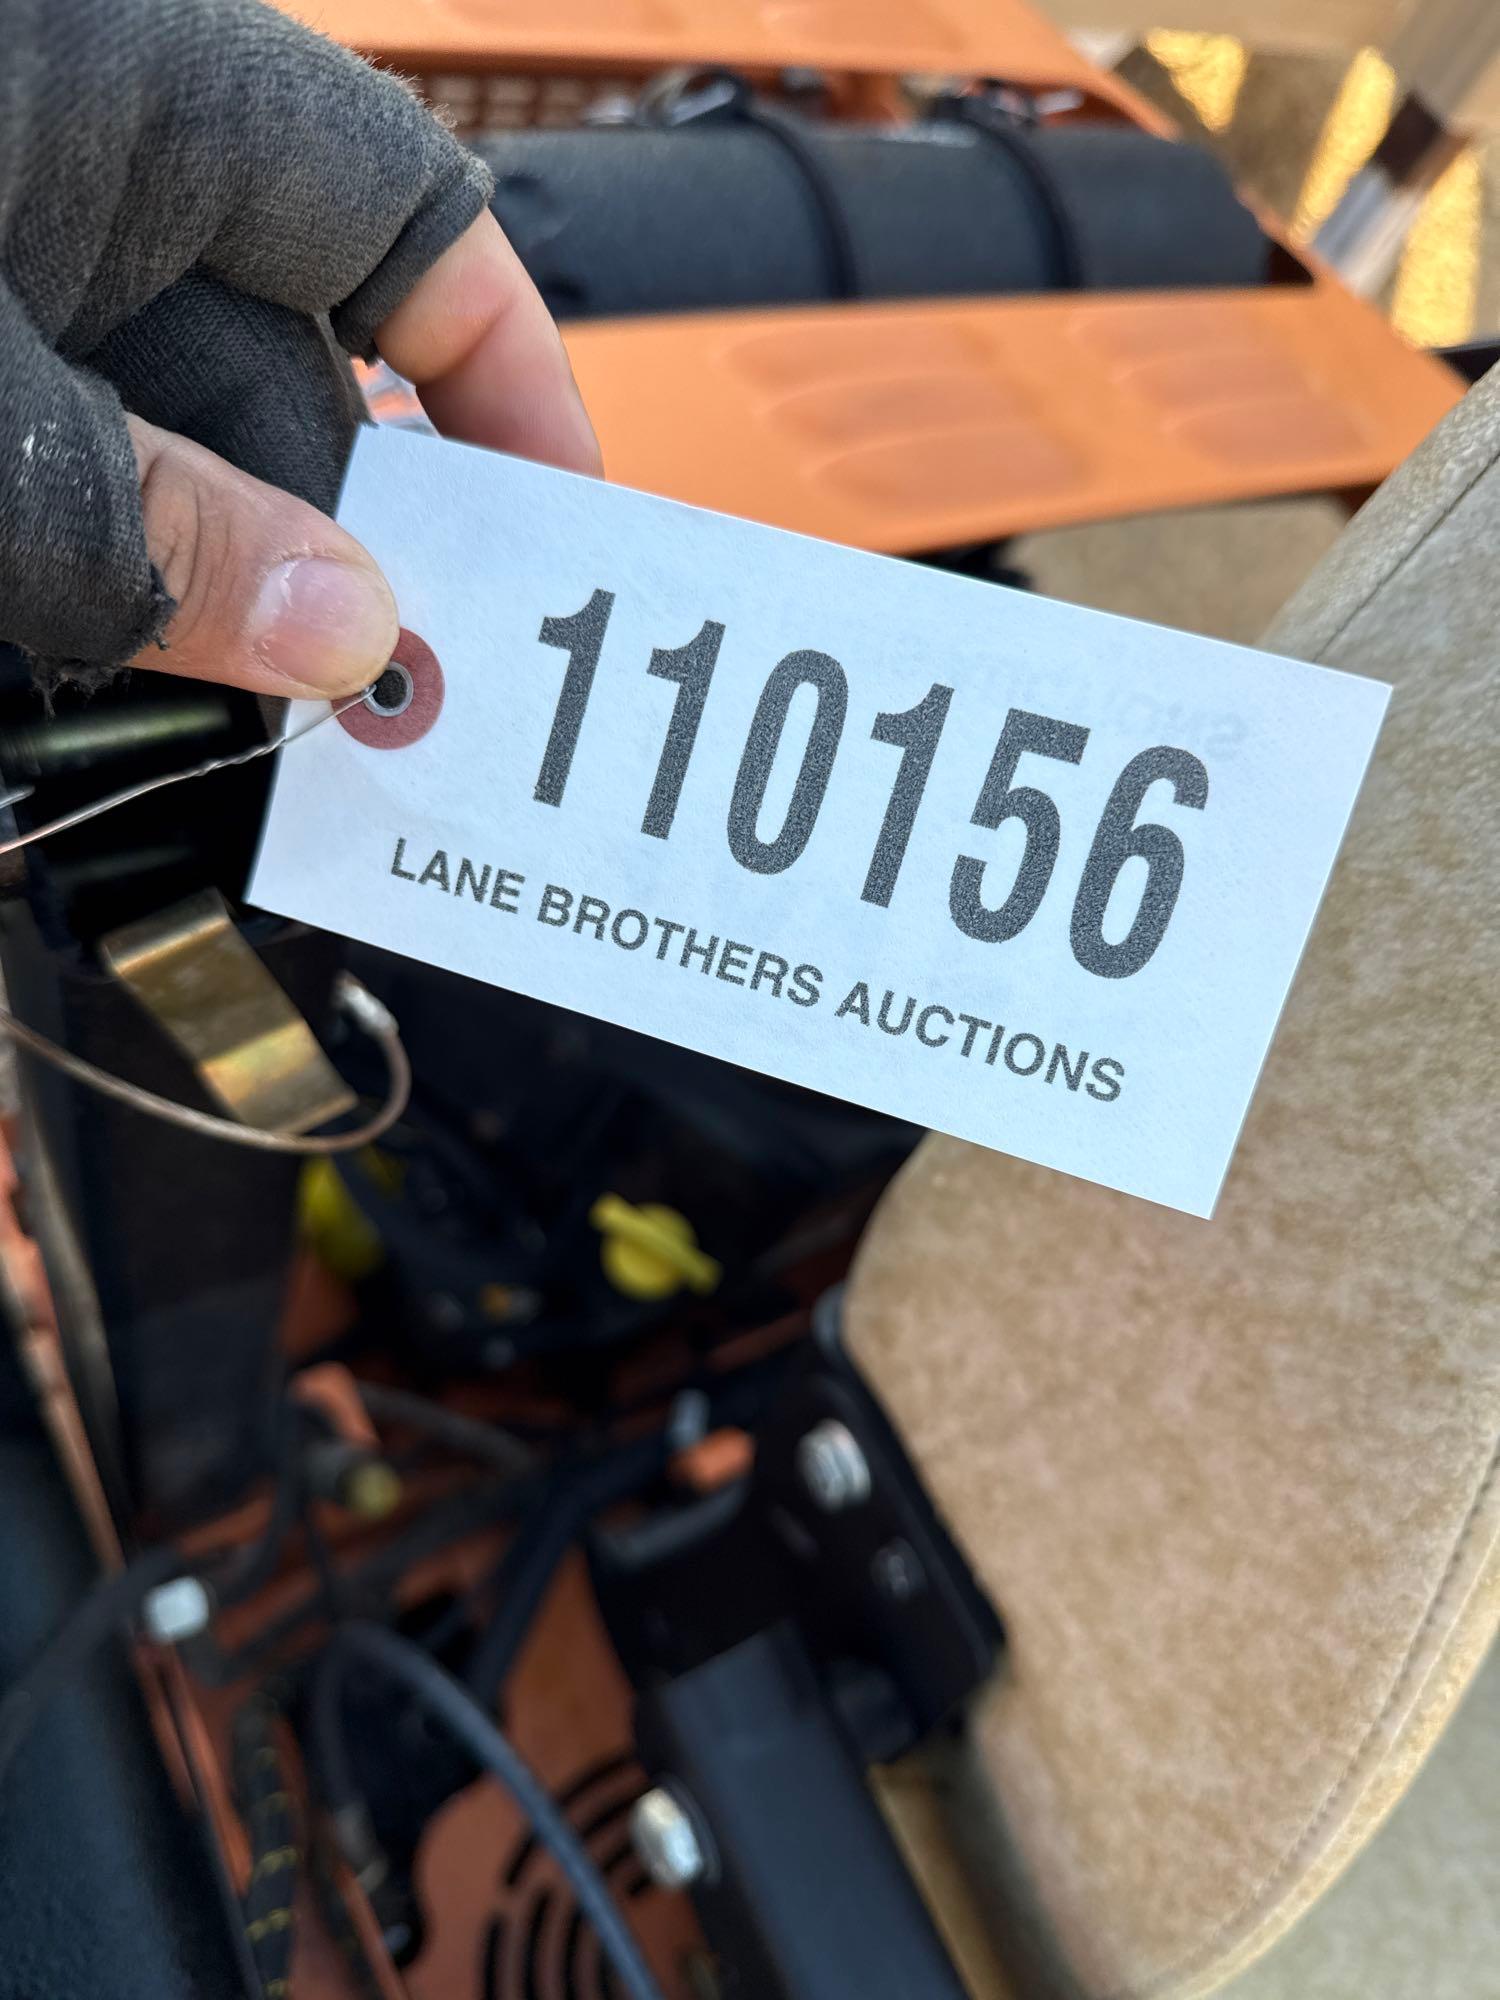 110156
LANE BROTHERS AUCTIONS